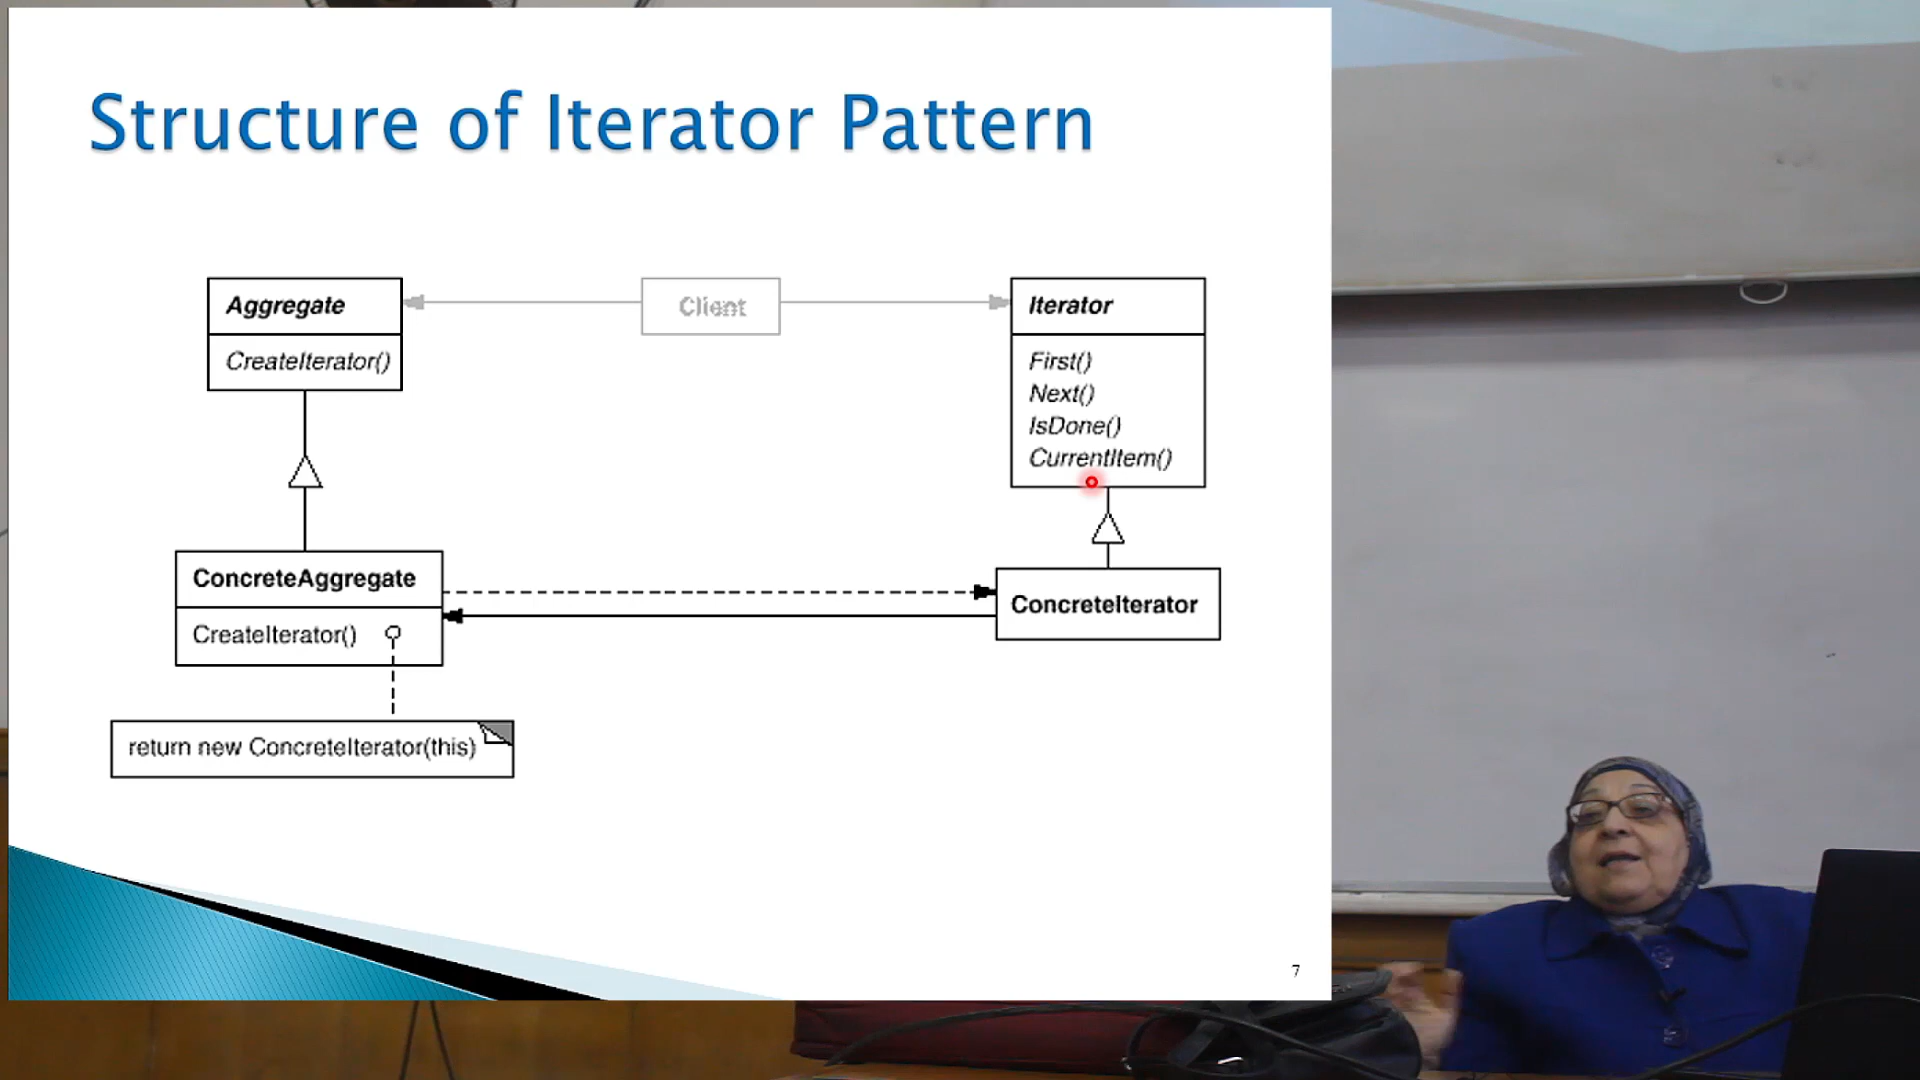 Structure of Iterator Pattern
Aggregate
CreateIterator()
Client
Iterator
First()
Next()
IsDone()
CurrentItem()
ConcreteAggregate
CreateIterator()
ConcreteIterator
return new ConcreteIterator(this)
7